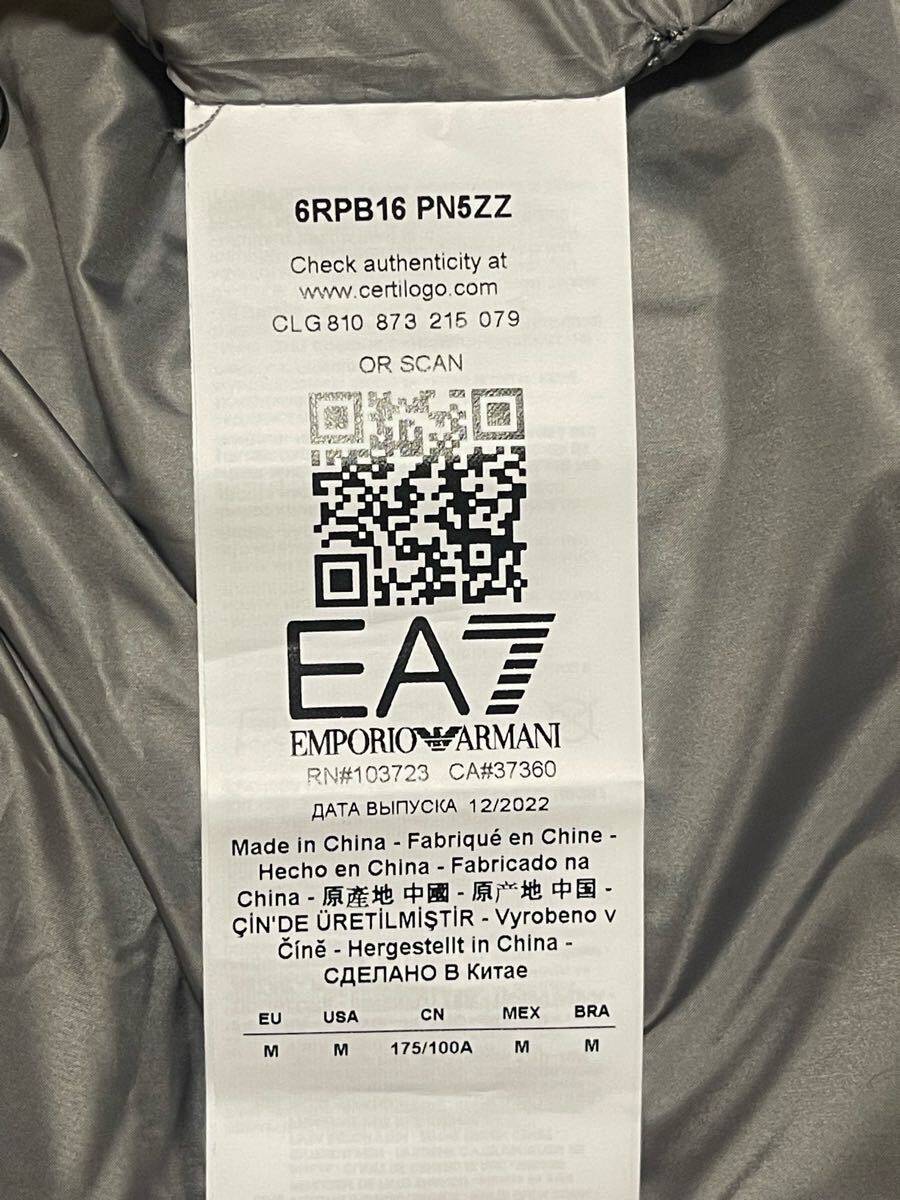 6RPB16 PN5ZZ
Check authenticity at
www.certilogo.com
CLG 810 873 215 079
OR SCAN
EA7
EMPORIO ARMANI
RN#103723 CA#37360
ДАТА ВЫПУСКА 12/2022
Made in China - Fabriqué en Chine -
Hecho en China - Fabricado na
China - 原產地 中國 - 原产地 中国 -
ÇİN'DE ÜRETİLMİŞTİR - Vyrobeno v
Číně - Hergestellt in China -
СДЕЛАНО В Китае
EU USA CN MEX BRA
M M 175/100A M M